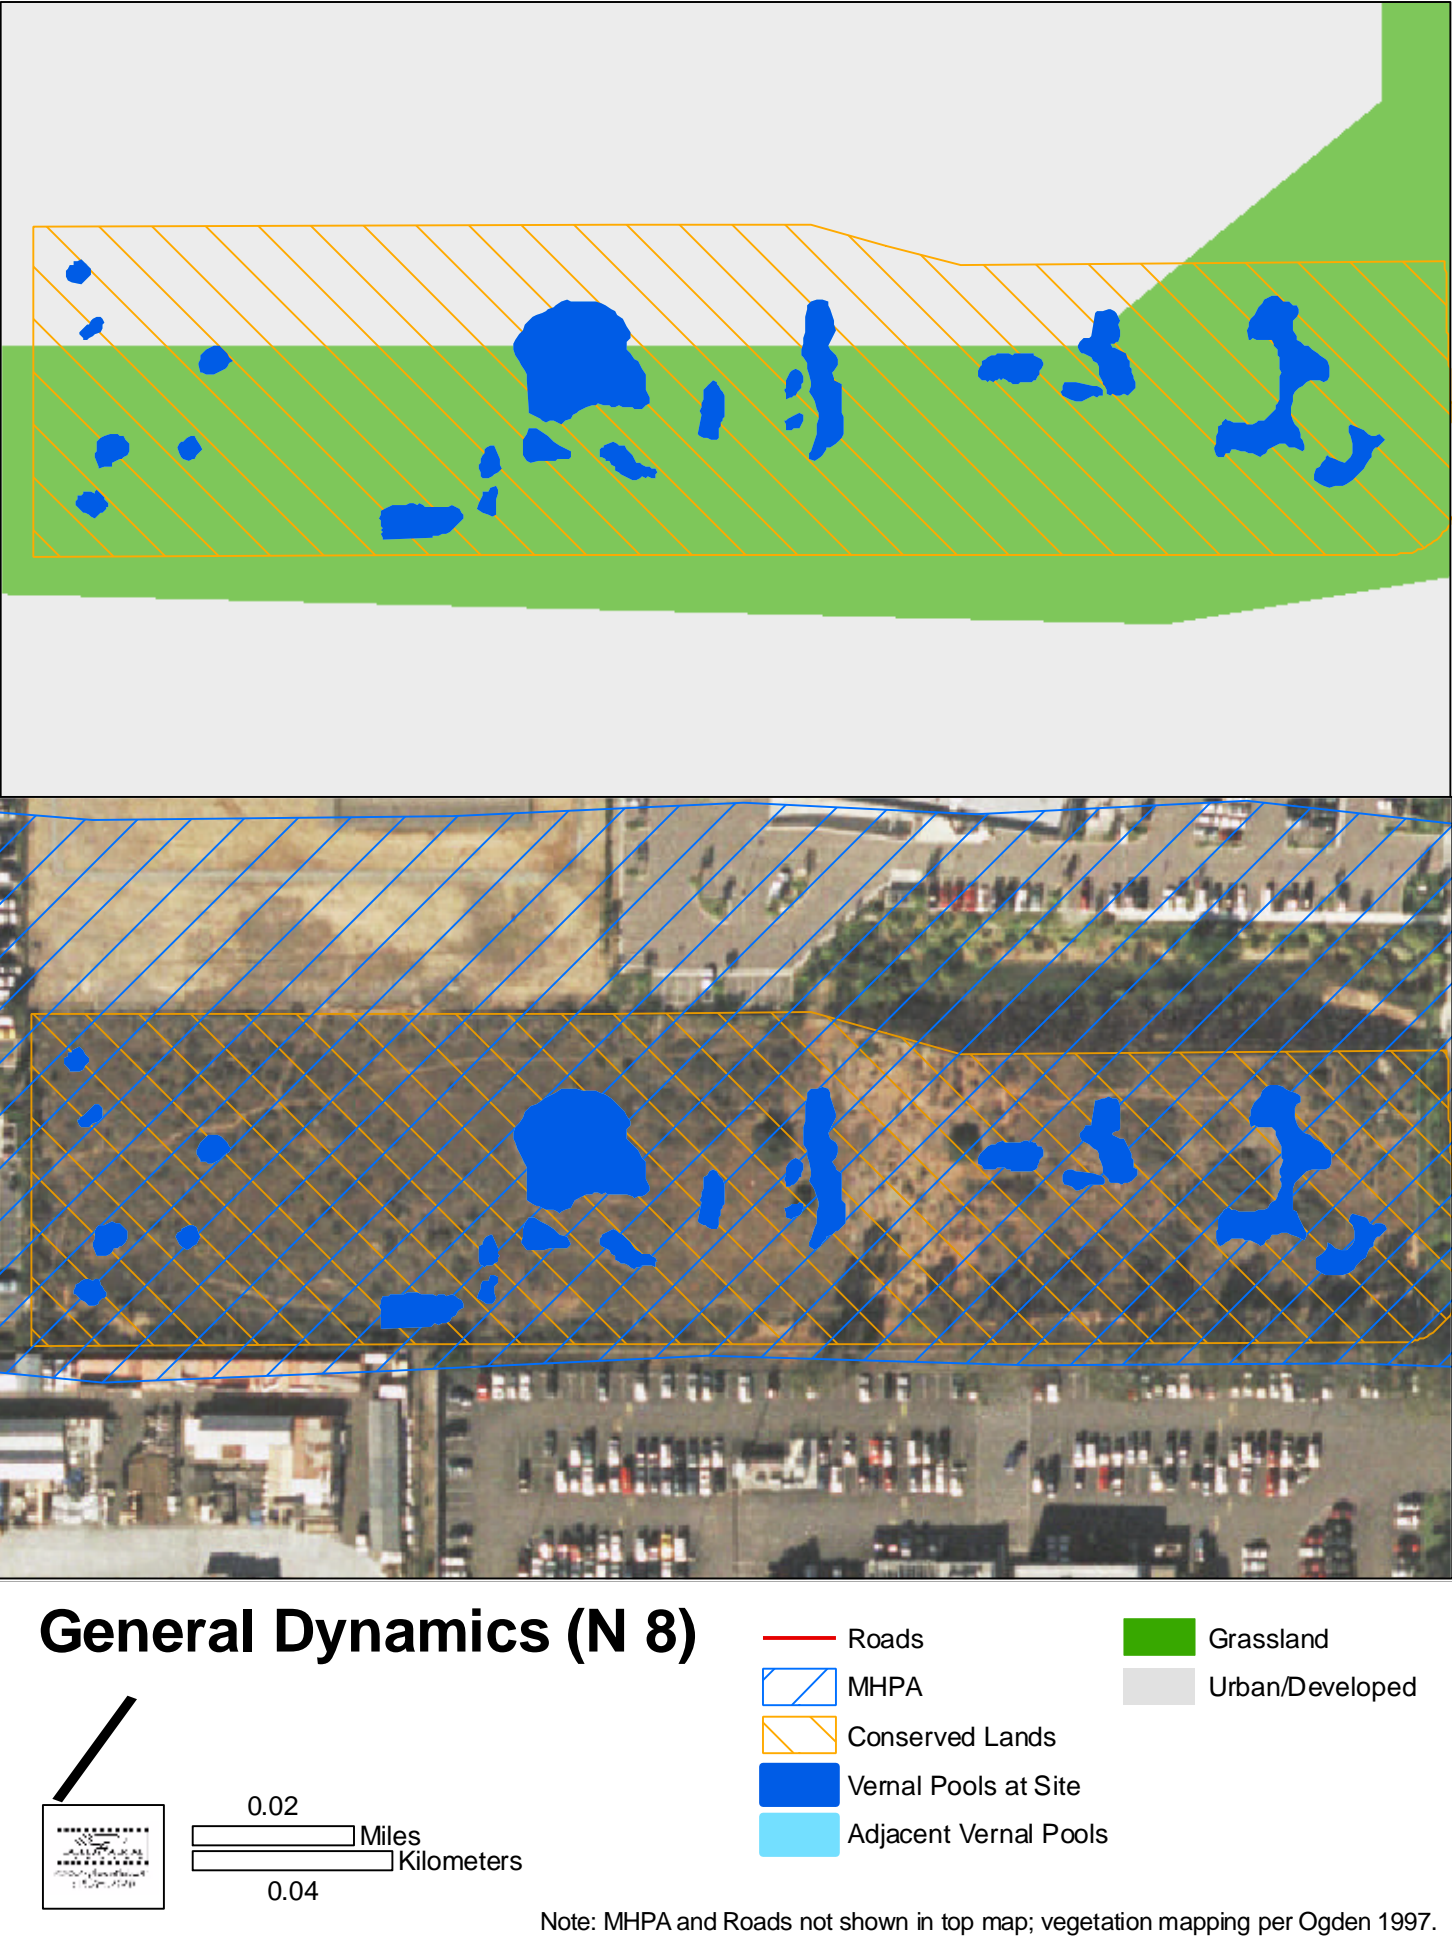 General Dynamics (N 8)
Roads
MHPA
Conserved Lands
Vernal Pools at Site
Adjacent Vernal Pools
Grassland
Urban/Developed
0.02
Miles
Kilometers
0.04
Note: MHPA and Roads not shown in top map; vegetation mapping per Ogden 1997.